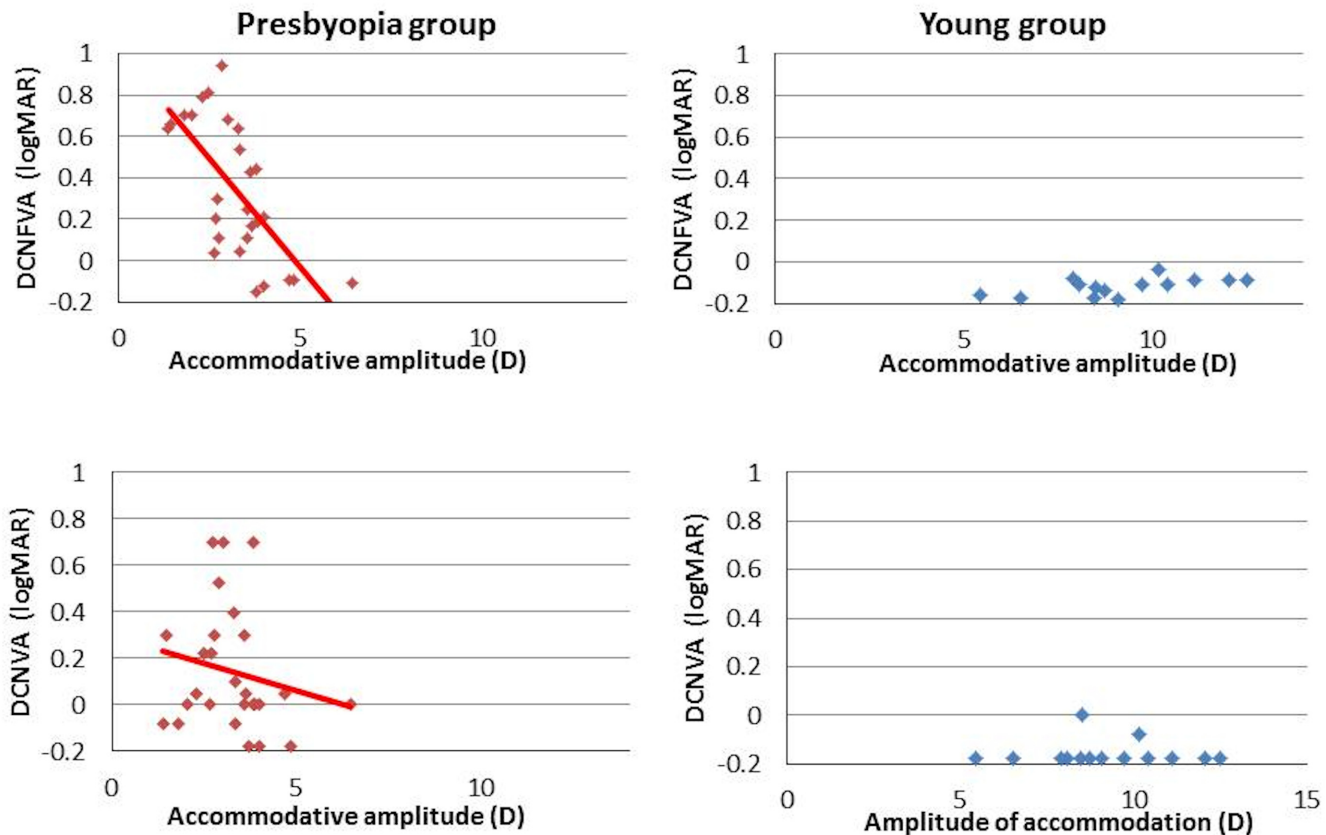 Presbyopia group
DCNFVA (logMAR)
1
0.8
0.6
0.4
0.2
0
-0.2
0 5 10
Accommodative amplitude (D)
Young group
DCNFVA (logMAR)
1
0.8
0.6
0.4
0.2
0
-0.2
5 10
Accommodative amplitude (D)
0
DCNVA (logMAR)
1
0.8
0.6
0.4
0.2
0
-0.2
0 5 10
Accommodative amplitude (D)
DCNVA (logMAR)
1
0.8
0.6
0.4
0.2
0
-0.2
0 5 10 15
Amplitude of accommodation (D)